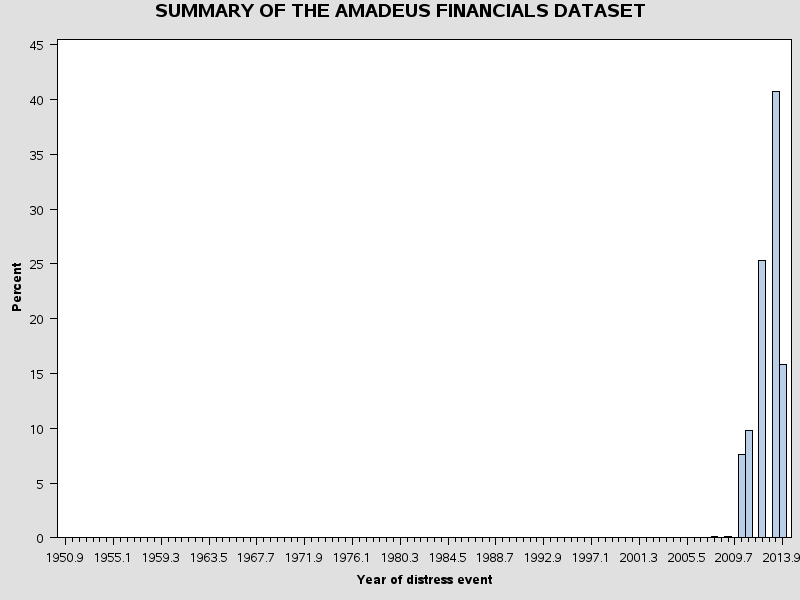 SUMMARY OF THE AMADEUS FINANCIALS DATASET
45
40
35
30
25
20
15
10
5
0
Percent
1950.9 1955.1 1959.3 1963.5 1967.7 1971.9 1976.1 1980.3 1984.5 1988.7 1992.9 1997.1 2001.3 2005.5 2009.7 2013.9
Year of distress event